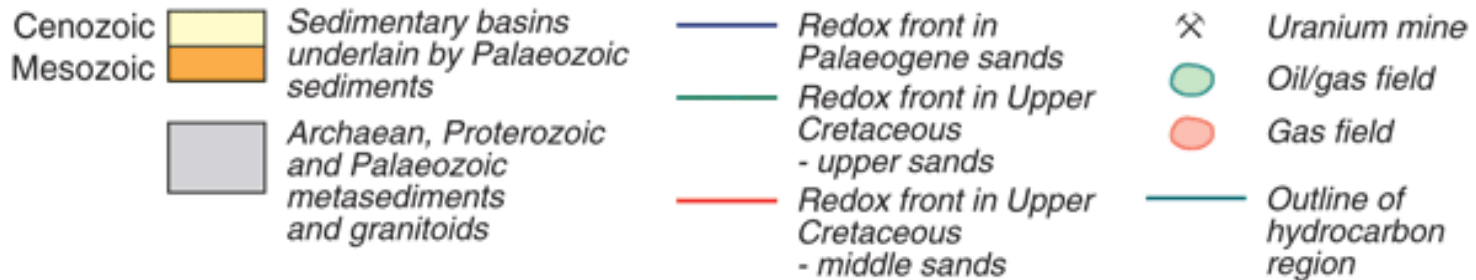 Cenozoic
Mesozoic
Sedimentary basins
underlain by Palaeozoic
sediments
Archaean, Proterozoic
and Palaeozoic
metasediments
and granitoids
Redox front in
Palaeogene sands
Redox front in Upper
Cretaceous
- upper sands
Redox front in Upper
Cretaceous
- middle sands
Uranium mine
Oil/gas field
Gas field
Outline of
hydrocarbon
region